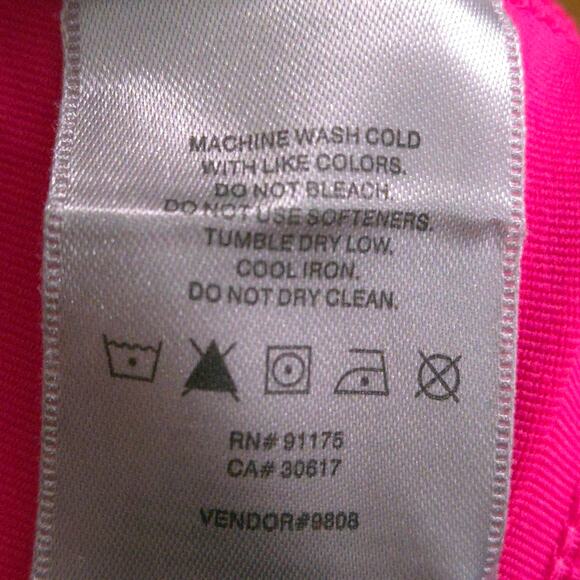 MACHINE WASH COLD
WITH LIKE COLORS.
DO NOT BLEACH.
DO NOT USE SOFTENERS.
TUMBLE DRY LOW.
COOL IRON.
DO NOT DRY CLEAN.
RN# 91175
CA# 30617
VENDOR#9808